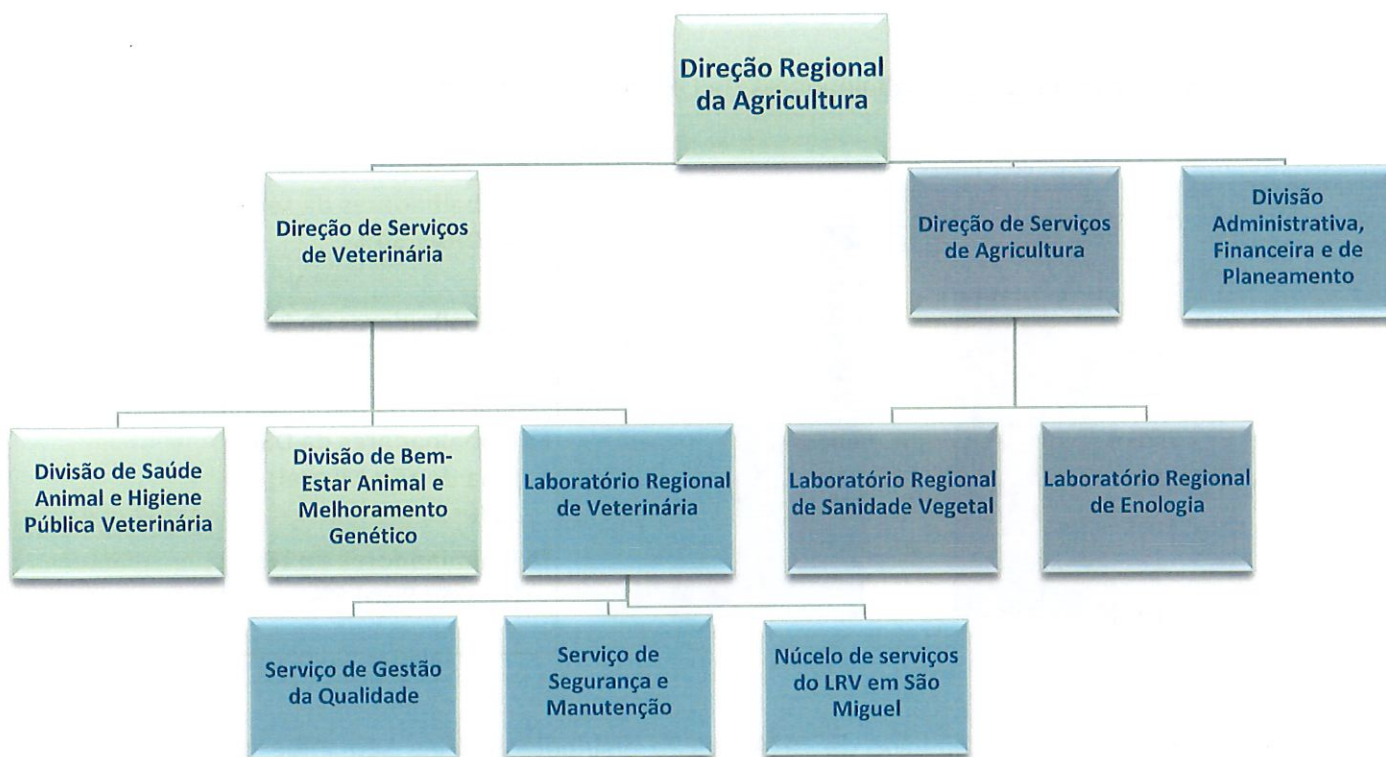 Direção Regional
da Agricultura
Direção de Serviços
de Veterinária
Direção de Serviços
de Agricultura
Divisão
Administrativa,
Financeira e de
Planeamento
Divisão de Saúde
Animal e Higiene
Pública Veterinária
Divisão de Bem-
Estar Animal e
Melhoramento
Genético
Laboratório Regional
de Veterinária
Laboratório Regional
de Sanidade Vegetal
Laboratório Regional
de Enologia
Serviço de Gestão
da Qualidade
Serviço de
Segurança e
Manutenção
Núcelo de serviços
do LRV em São
Miguel